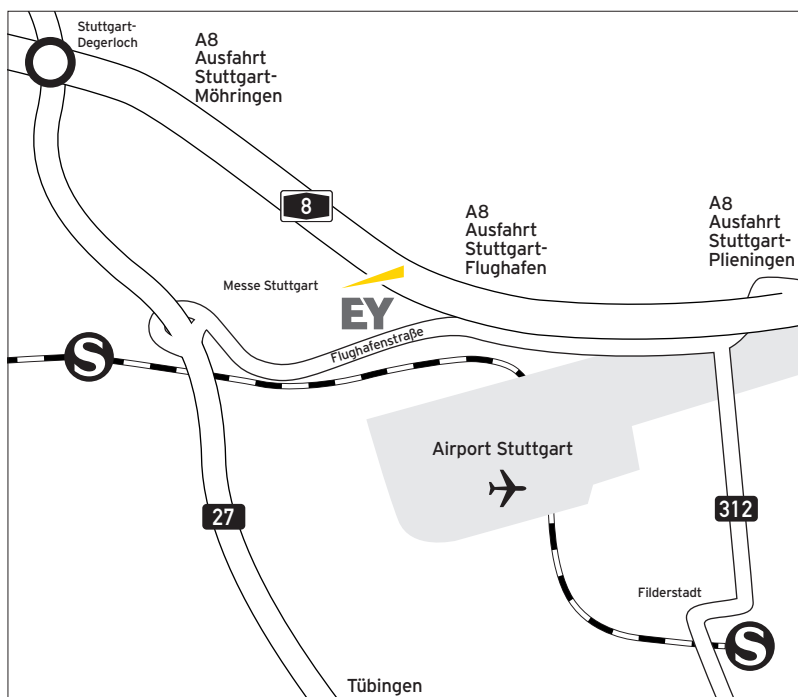 Stuttgart-
Degerloch
A8
Ausfahrt
Stuttgart-
Möhringen
8
A8
Ausfahrt
Stuttgart-
Flughafen
A8
Ausfahrt
Stuttgart-
Plieningen
Messe Stuttgart
EY
Flughafenstraße
S
Airport Stuttgart
27
312
Filderstadt
S
Tübingen